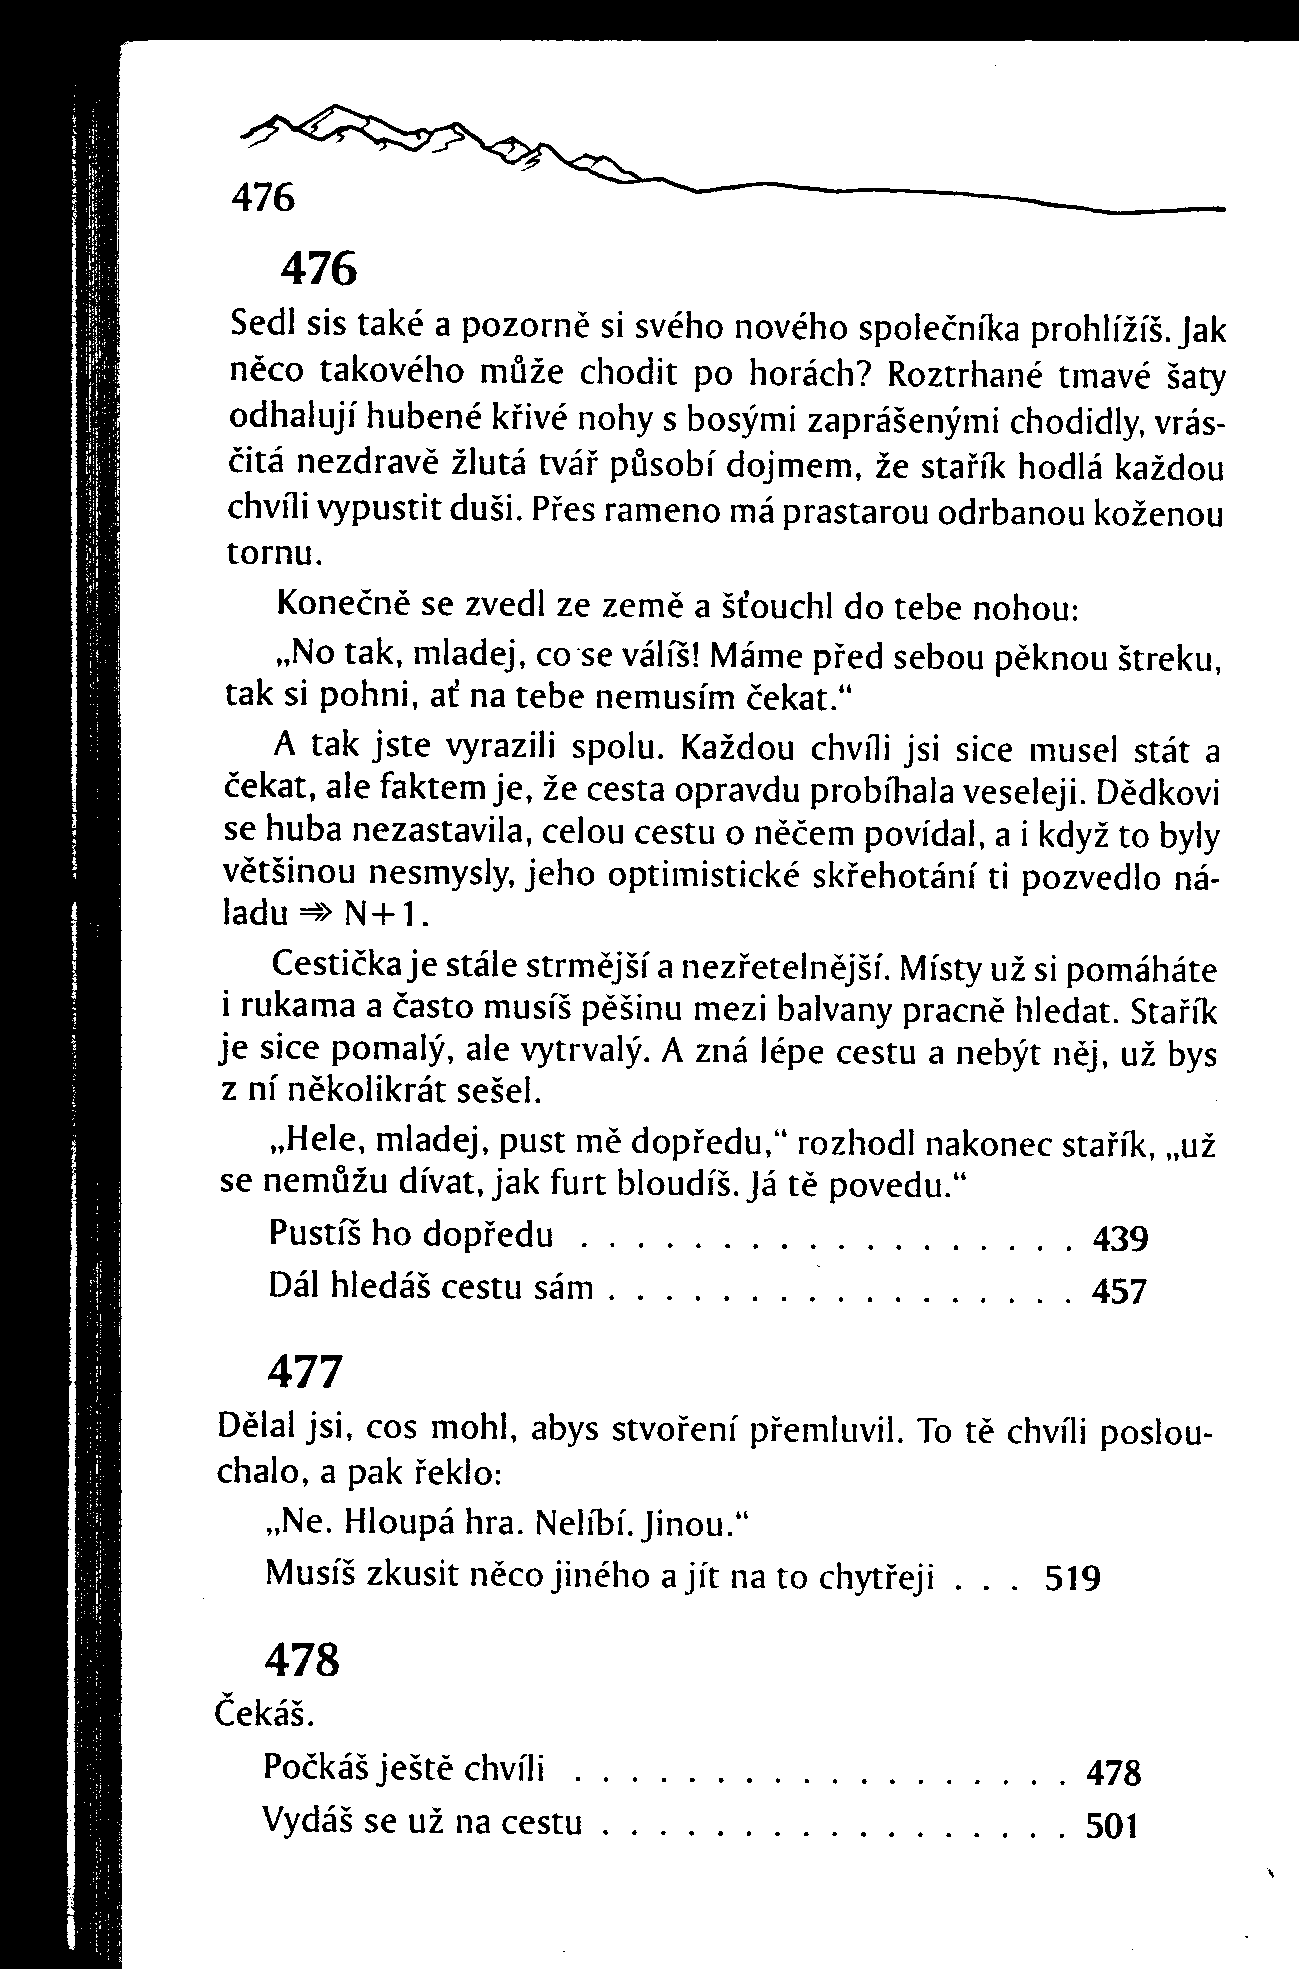 476
476
Sedl sis také a pozorně si svého nového společníka prohlížíš. Jak
něco takového může chodit po horách? Roztrhané tmavé šaty
odhalují hubené křivé nohy s bosými zaprášenými chodidly, vrás-
čitá nezdravě žlutá tvář působí dojmem, že stařík hodlá každou
chvíli vypustit duši. Přes rameno má prastarou odrbanou koženou
tornu.
Konečně se zvedl ze země a šťouchl do tebe nohou:
„No tak, mladej, co se válíš! Máme před sebou pěknou štreku,
tak si pohni, ať na tebe nemusím čekat.“
A tak jste vyrazili spolu. Každou chvíli jsi sice musel stát a
čekat, ale faktem je, že cesta opravdu probíhala veseleji. Dědkovi
se huba nezastavila, celou cestu o něčem povídal, a i když to byly
většinou nesmysly, jeho optimistické skřehotání ti pozvedlo ná-
ladu ⇒ N+1.
Cestička je stále strmější a nezřetelnější. Místy už si pomáháte
i rukama a často musíš pěšinu mezi balvany pracně hledat. Stařík
je sice pomalý, ale vytrvalý. A zná lépe cestu a nebýt něj, už bys
z ní několikrát sešel.
„Hele, mladej, pust mě dopředu,“ rozhodl nakonec stařík, „už
se nemůžu dívat, jak furt bloudíš. Já tě povedu.“
Pustíš ho dopředu . . . . . . . . . . . . . . . . . . 439
Dál hledáš cestu sám . . . . . . . . . . . . . . . . . 457
477
Dělal jsi, cos mohl, abys stvoření přemluvil. To tě chvíli poslou-
chalo, a pak řeklo:
„Ne. Hloupá hra. Nelíbí. Jinou.“
Musíš zkusit něco jiného a jít na to chytřeji . . . 519
478
Čekáš.
Počkáš ještě chvíli . . . . . . . . . . . . . . . . . . 478
Vydáš se už na cestu . . . . . . . . . . . . . . . . . 501